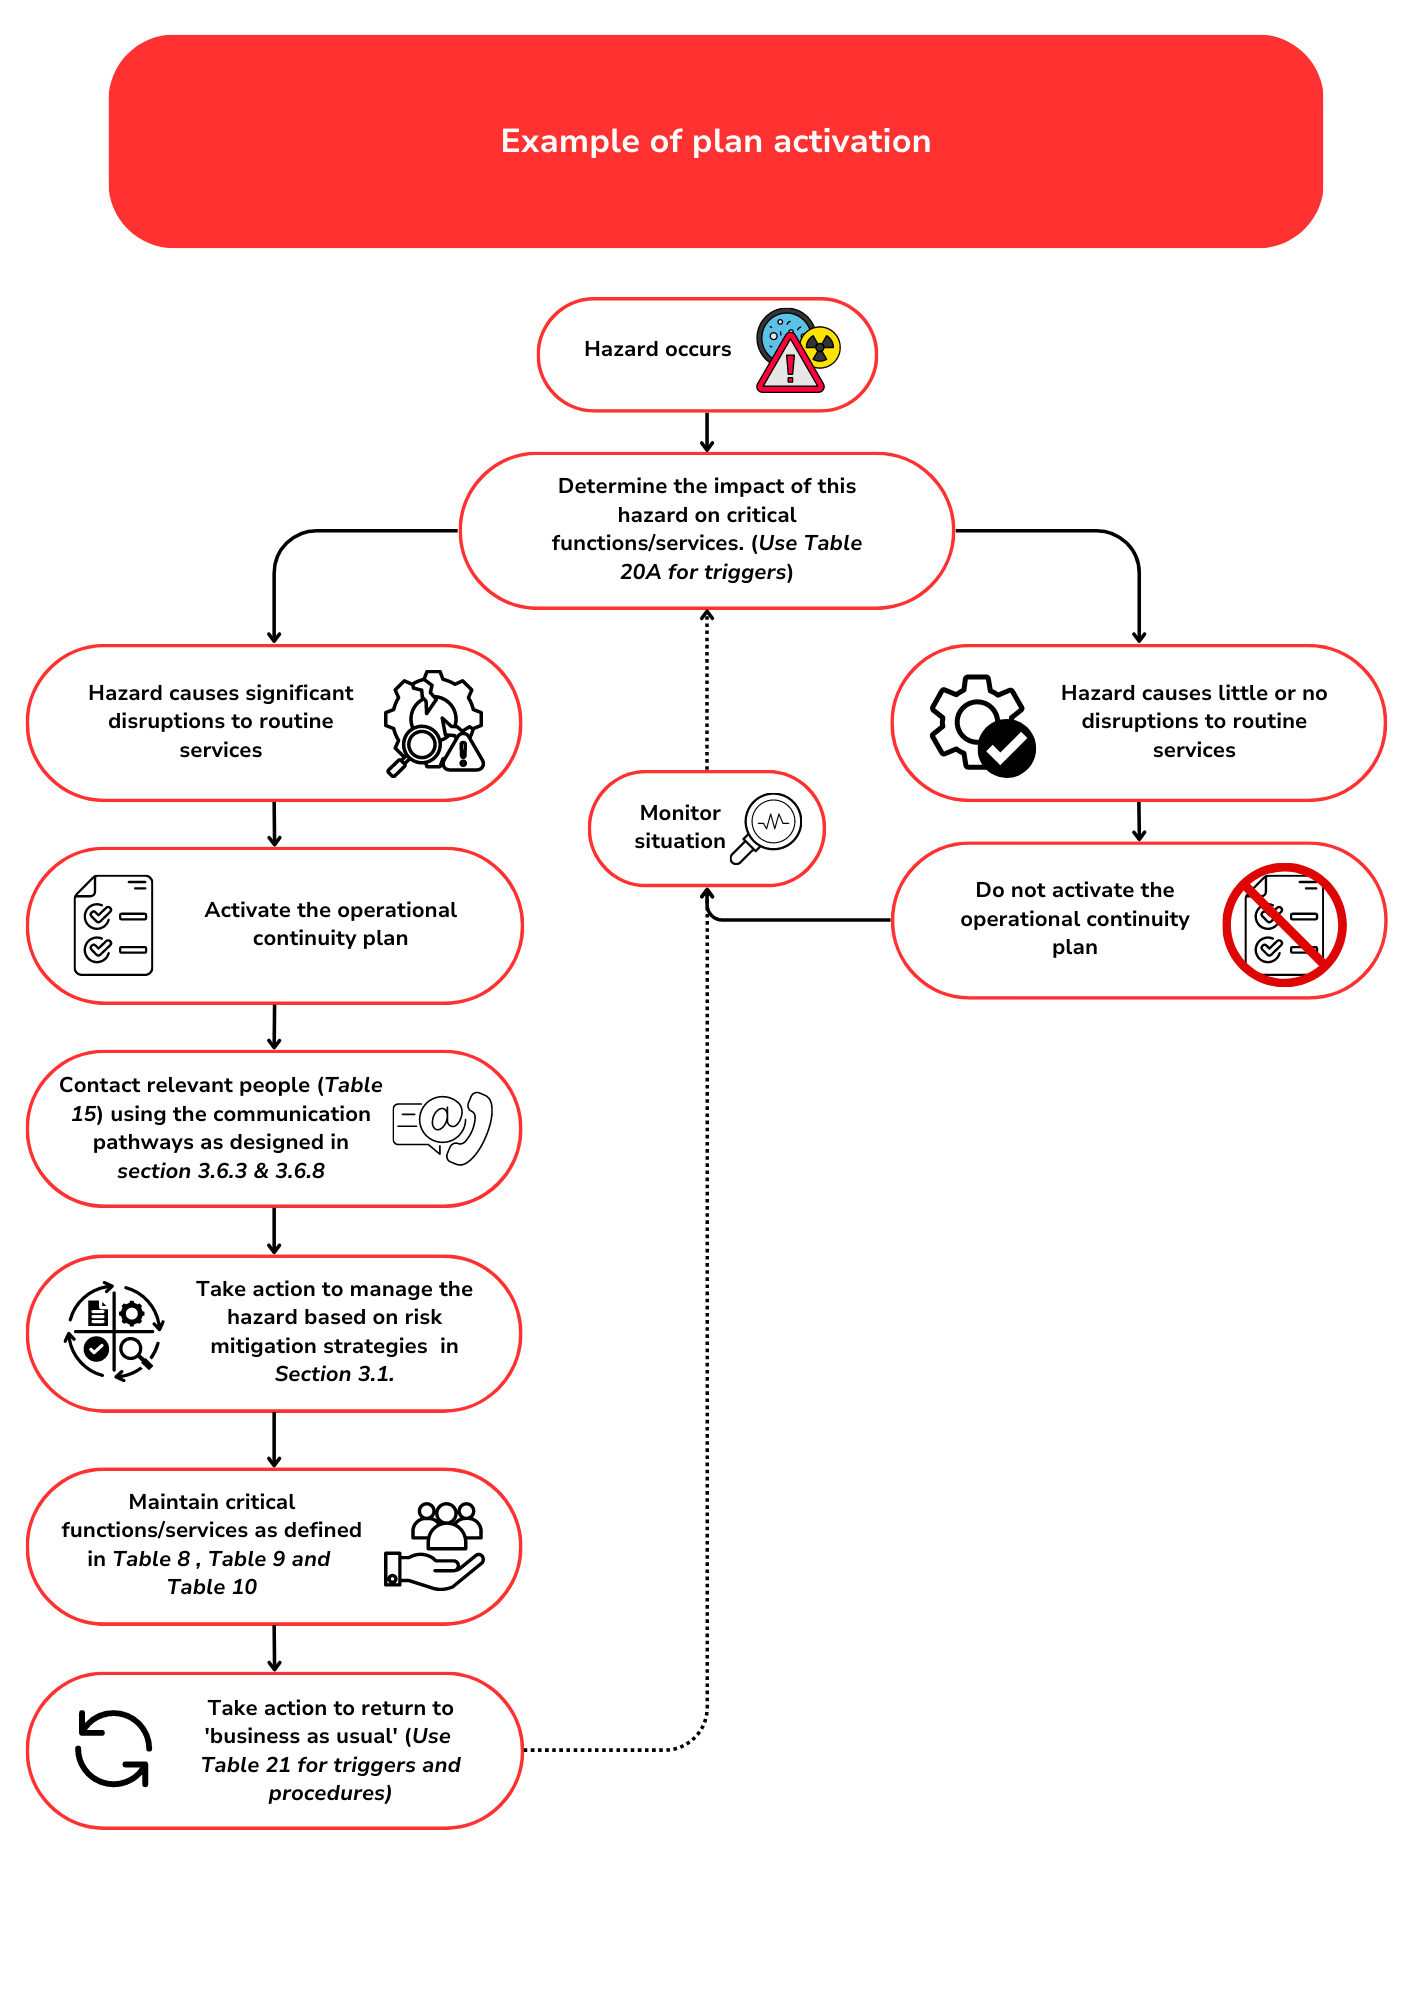 Example of plan activation
Hazard occurs
Determine the impact of this
hazard on critical
functions/services. (Use Table
20A for triggers)
Hazard causes significant
disruptions to routine
services
Hazard causes little or no
disruptions to routine
services
Monitor
situation
Activate the operational
continuity plan
Do not activate the
operational continuity
plan
Contact relevant people (Table
15) using the communication
pathways as designed in
section 3.6.3 & 3.6.8
Take action to manage the
hazard based on risk
mitigation strategies  in
Section 3.1.
Maintain critical
functions/services as defined
in Table 8 , Table 9 and
Table 10
Take action to return to
'business as usual' (Use
Table 21 for triggers and
procedures)